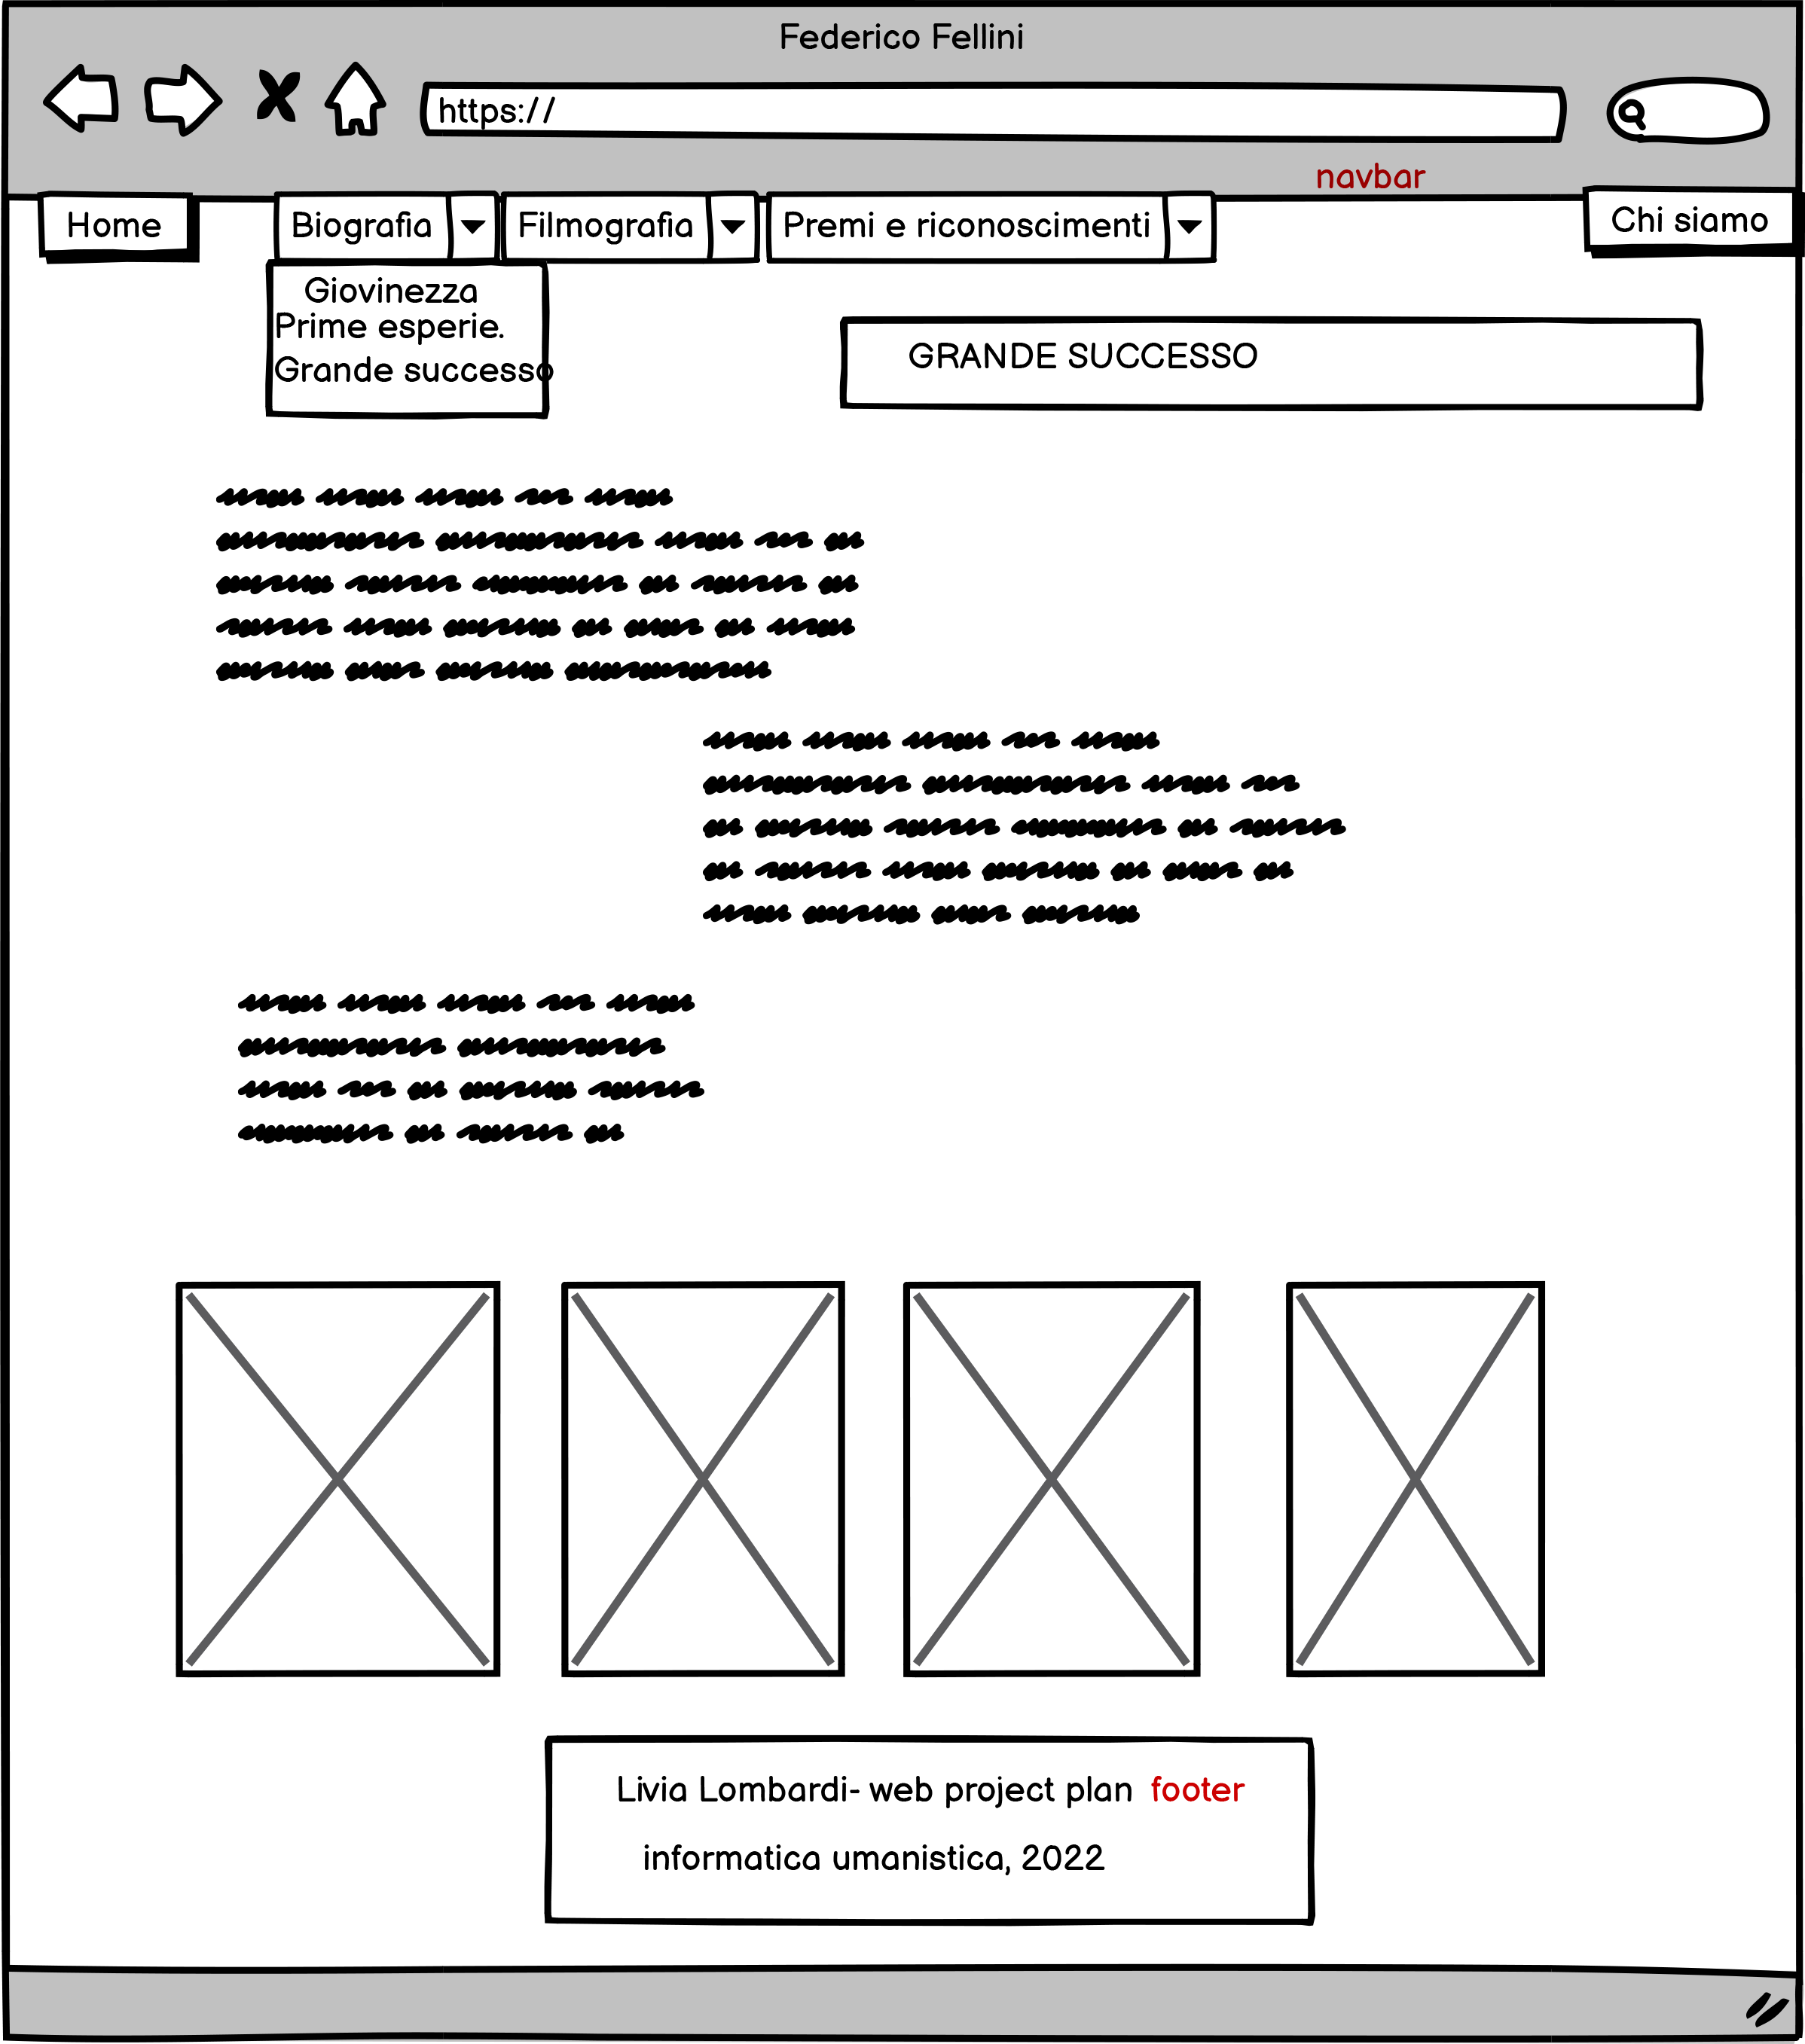 Federico Fellini
https://
navbar
Home
Biografia
Filmografia
Premi e riconoscimenti
Chi siamo
Giovinezza
Prime esperie.
Grande successo
GRANDE SUCCESSO
Livia Lombardi- web project plan footer
informatica umanistica, 2022